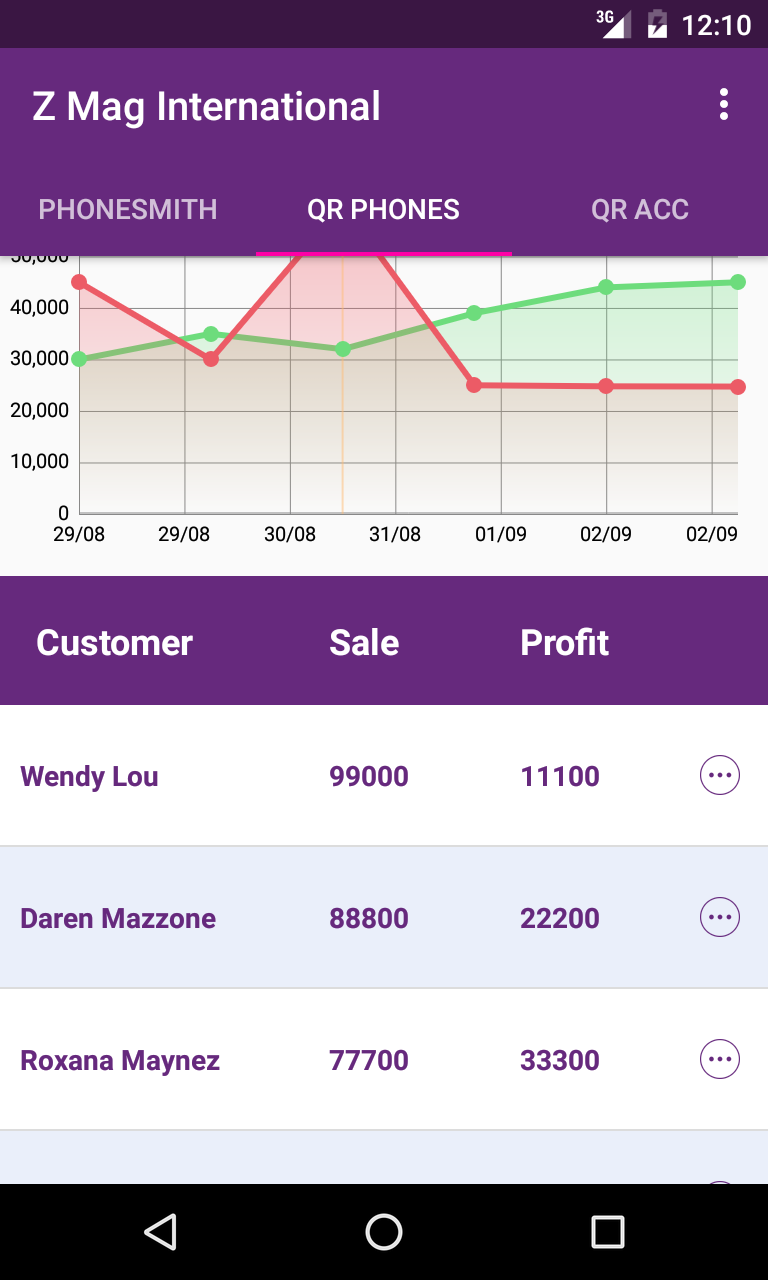 3G 12:10
Z Mag International
PHONESMITH QR PHONES QR ACC
50,000
40,000
30,000
20,000
10,000
0
29/08 29/08 30/08 31/08 01/09 02/09 02/09
Customer Sale Profit
Wendy Lou 99000 11100
Daren Mazzone 88800 22200
Roxana Maynez 77700 33300